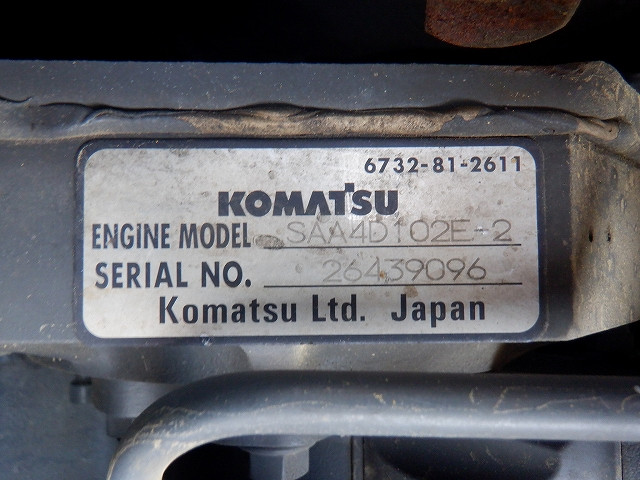 6732-81-2611
KOMATSU
ENGINE MODEL SAA4D102E-2
SERIAL NO. 26439096
Komatsu Ltd. Japan